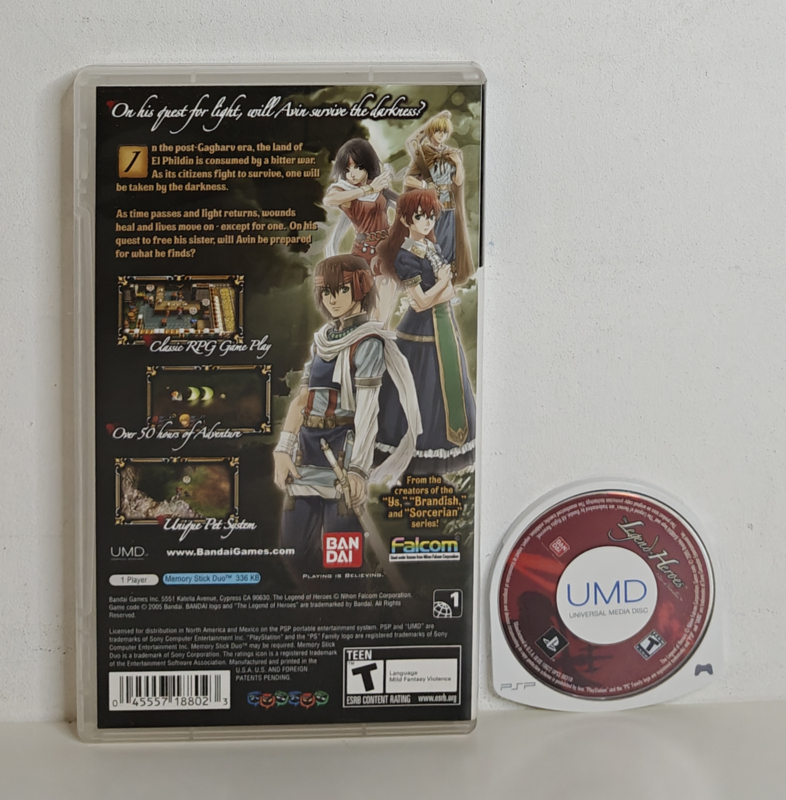 On his quest for light, will Avin survive the darkness?
In the post-Gagharv era, the land of
El Phildin is consumed by a bitter war.
As its citizens fight to survive, one will
be taken by the darkness.
As time passes and light returns, wounds
heal and lives move on - except for one. On his
quest to free his sister, will Avin be prepared
for what he finds?
Classic RPG Game Play
Over 50 hours of Adventure
Unique Pet System
From the
creators of the
"Ys," "Brandish,"
and "Sorcerian"
series!
UMD
www.BandaiGames.com
BAN
DAI
PLAYING IS BELIEVING.
Falcom
1 Player
Memory Stick Duo™ 336 KB
Bandai Games Inc. 5551 Katella Avenue, Cypress CA 90630. The Legend of Heroes © Nihon Falcom Corporation.
Game code © 2005 Bandai. BANDAI logo and "The Legend of Heroes" are trademarked by Bandai. All Rights
Reserved.
1
Licensed for distribution in North America and Mexico on the PSP portable entertainment system. PSP and "UMD" are
trademarks of Sony Computer Entertainment Inc. "PlayStation" and the "PS" Family logo are registered trademarks of Sony
Computer Entertainment Inc. Memory Stick Duo™ may be required. Memory Stick
Duo is a trademark of Sony Corporation. The ratings icon is a registered trademark
of the Entertainment Software Association. Manufactured and printed in the
U.S.A. U.S. AND FOREIGN
PATENTS PENDING
0 45557 18802 3
TEEN
T
Language
Mild Fantasy Violence
ESRB CONTENT RATING www.esrb.org
Legend of Heroes
BAN
DAI
UMD
UNIVERSAL MEDIA DISC
T
PSP